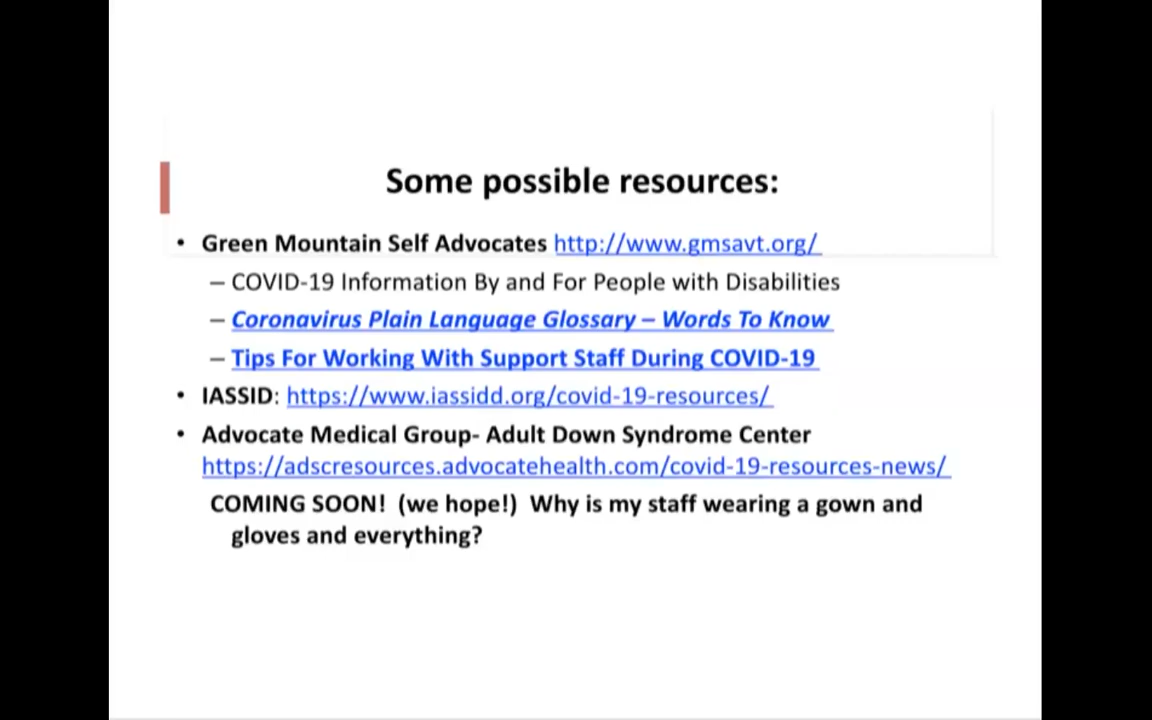 Some possible resources:
• Green Mountain Self Advocates http://www.gmsavt.org/
– COVID-19 Information By and For People with Disabilities
– Coronavirus Plain Language Glossary – Words To Know
– Tips For Working With Support Staff During COVID-19
• IASSID: https://www.iassidd.org/covid-19-resources/
• Advocate Medical Group- Adult Down Syndrome Center
https://adscresources.advocatehealth.com/covid-19-resources-news/
COMING SOON! (we hope!) Why is my staff wearing a gown and
gloves and everything?